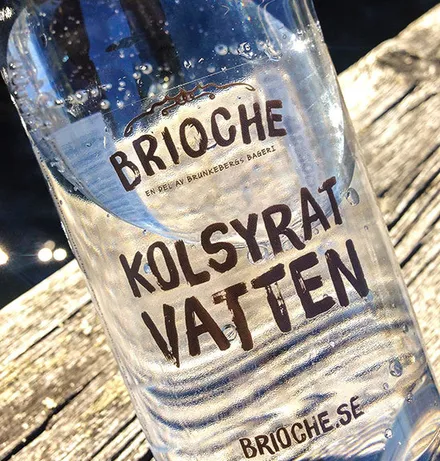 BRIOCHE
EN DEL AV BRUNKEBERGS BAGERI
KOLSYRAT
VATTEN
BRIOCHE.SE